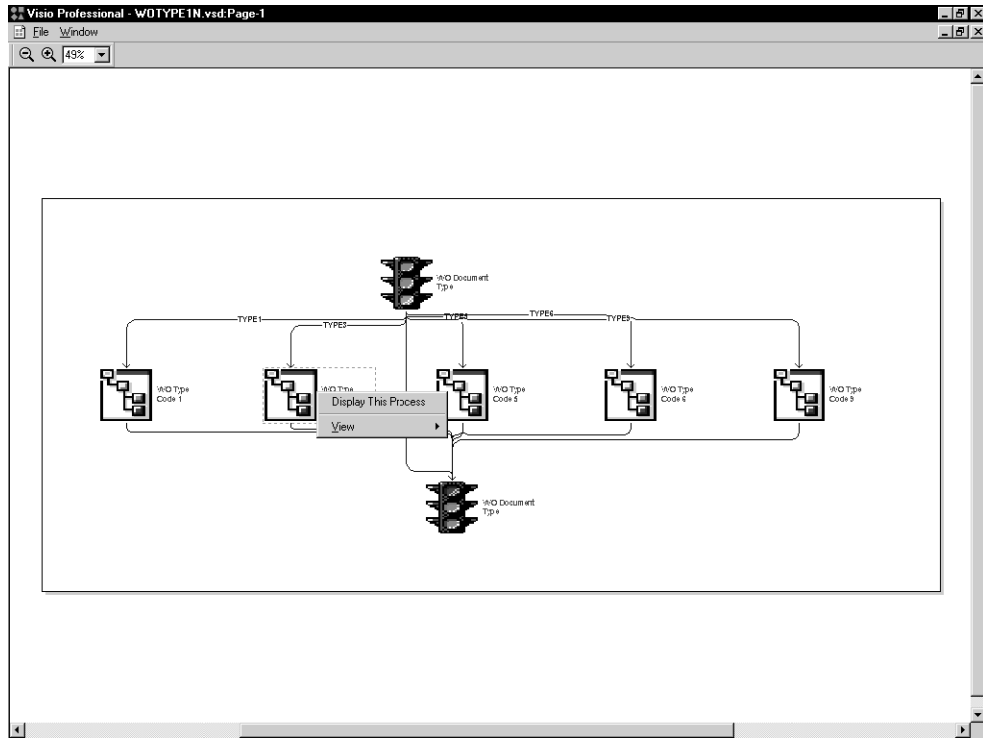 Visio Professional - WOTYPE1N.vsd:Page-1
File Window
49%
WO Document
Type
TYPE1
TYPE3
TYPE6
TYPE9
WO Type
Code 1
WO Type
Display This Process
View
WO Type
Code 5
WO Type
Code 6
WO Type
Code 9
WO Document
Type